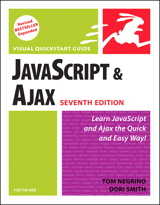 Revised
BESTSELLER
Expanded
VISUAL QUICKSTART GUIDE
JAVASCRIPT &
AJAX
SEVENTH EDITION
Learn JavaScript
and Ajax the Quick
and Easy Way!
TOM NEGRINO
DORI SMITH
FOR THE WEB